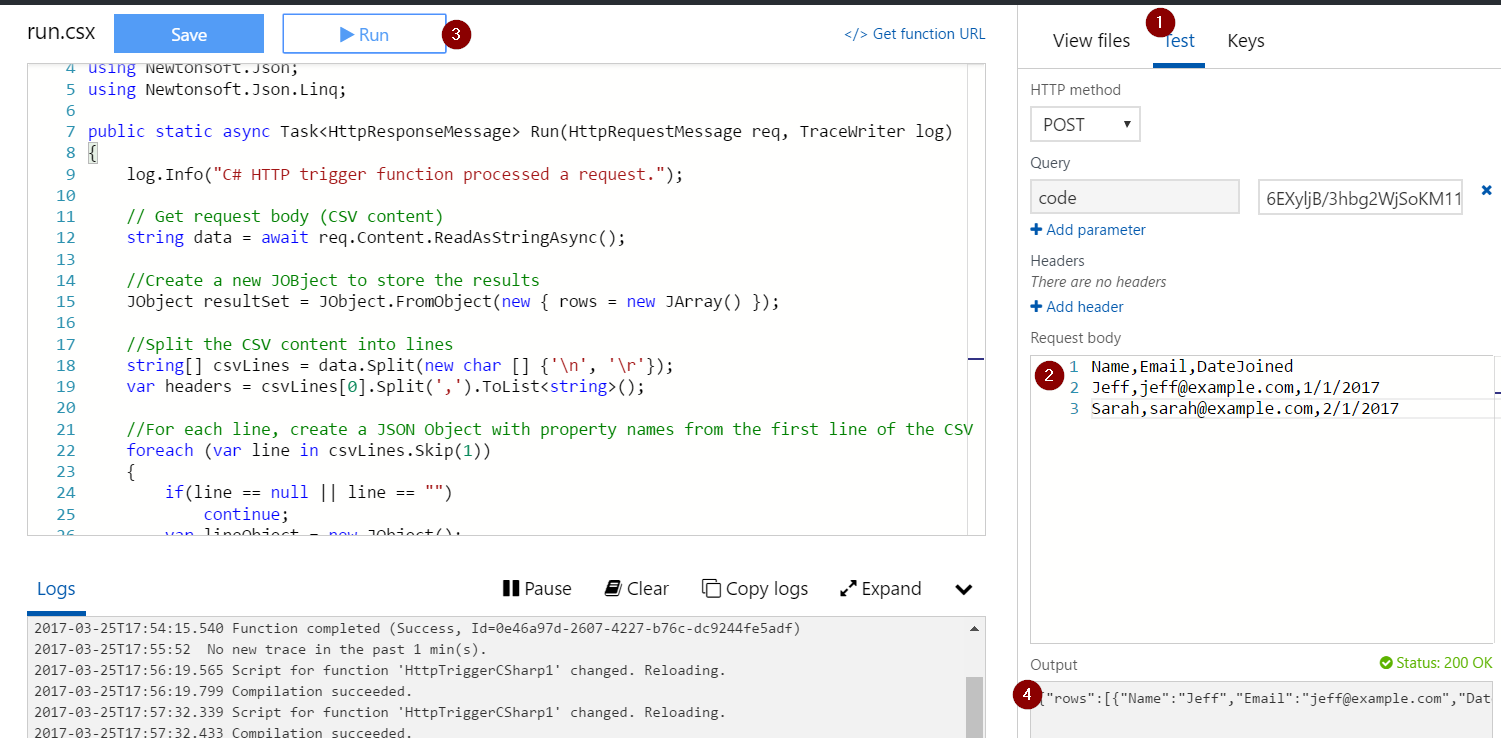 run.csx
Save
Run
3
</> Get function URL
4 using Newtonsoft.Json;
5 using Newtonsoft.Json.Linq;
6
7 public static async Task<HttpResponseMessage> Run(HttpRequestMessage req, TraceWriter log)
8 {
9 log.Info("C# HTTP trigger function processed a request.");
10
11 // Get request body (CSV content)
12 string data = await req.Content.ReadAsStringAsync();
13
14 //Create a new JOBject to store the results
15 JObject resultSet = JObject.FromObject(new { rows = new JArray() });
16
17 //Split the CSV content into lines
18 string[] csvLines = data.Split(new char [] {'\n', '\r'});
19 var headers = csvLines[0].Split(',').ToList<string>();
20
21 //For each line, create a JSON Object with property names from the first line of the CSV
22 foreach (var line in csvLines.Skip(1))
23 {
24 if(line == null || line == "")
25 continue;
26 var lineObject = new JObject();
Logs
Pause
Clear
Copy logs
Expand
2017-03-25T17:54:15.540 Function completed (Success, Id=0e46a97d-2607-4227-b76c-dc9244fe5adf)
2017-03-25T17:55:52 No new trace in the past 1 min(s).
2017-03-25T17:56:19.565 Script for function 'HttpTriggerCSharp1' changed. Reloading.
2017-03-25T17:56:19.799 Compilation succeeded.
2017-03-25T17:57:32.339 Script for function 'HttpTriggerCSharp1' changed. Reloading.
2017-03-25T17:57:32.433 Compilation succeeded.
1
View files
Test
Keys
HTTP method
POST
Query
code
6EXyljB/3hbg2WjSoKM11
Add parameter
Headers
There are no headers
Add header
Request body
2
1 Name,Email,DateJoined
2 Jeff,jeff@example.com,1/1/2017
3 Sarah,sarah@example.com,2/1/2017
Output
Status: 200 OK
4
{"rows":[{"Name":"Jeff","Email":"jeff@example.com","Dat